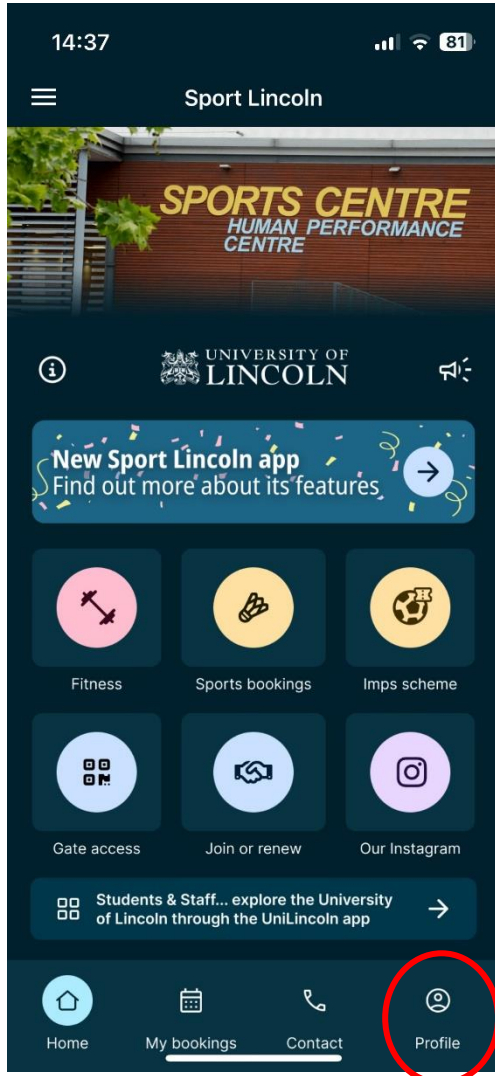 14:37
81
Sport Lincoln
SPORTS CENTRE
HUMAN PERFORMANCE
CENTRE
UNIVERSITY OF
LINCOLN
New Sport Lincoln app
Find out more about its features
Fitness
Sports bookings
Imps scheme
Gate access
Join or renew
Our Instagram
Students & Staff... explore the University
of Lincoln through the UniLincoln app
Home
My bookings
Contact
Profile